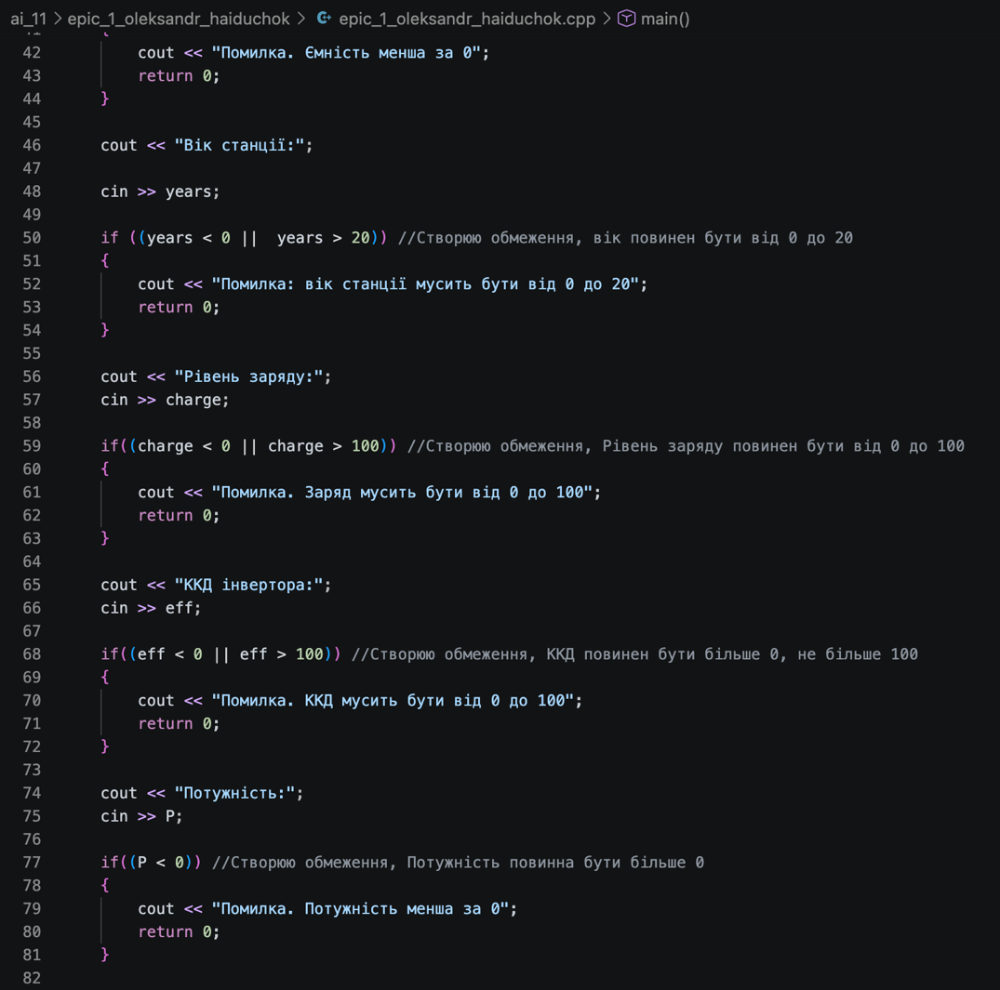 ai_11 > epic_1_oleksandr_haiduchok > epic_1_oleksandr_haiduchok.cpp > main()
41 {
42 cout << "Помилка. Ємність менша за 0";
43 return 0;
44 }
45
46 cout << "Вік станції:";
47
48 cin >> years;
49
50 if ((years < 0 ||  years > 20)) //Створюю обмеження, вік повинен бути від 0 до 20
51 {
52 cout << "Помилка: вік станції мусить бути від 0 до 20";
53 return 0;
54 }
55
56 cout << "Рівень заряду:";
57 cin >> charge;
58
59 if((charge < 0 || charge > 100)) //Створюю обмеження, Рівень заряду повинен бути від 0 до 100
60 {
61 cout << "Помилка. Заряд мусить бути від 0 до 100";
62 return 0;
63 }
64
65 cout << "ККД інвертора:";
66 cin >> eff;
67
68 if((eff < 0 || eff > 100)) //Створюю обмеження, ККД повинен бути більше 0, не більше 100
69 {
70 cout << "Помилка. ККД мусить бути від 0 до 100";
71 return 0;
72 }
73
74 cout << "Потужність:";
75 cin >> P;
76
77 if((P < 0)) //Створюю обмеження, Потужність повинна бути більше 0
78 {
79 cout << "Помилка. Потужність менша за 0";
80 return 0;
81 }
82